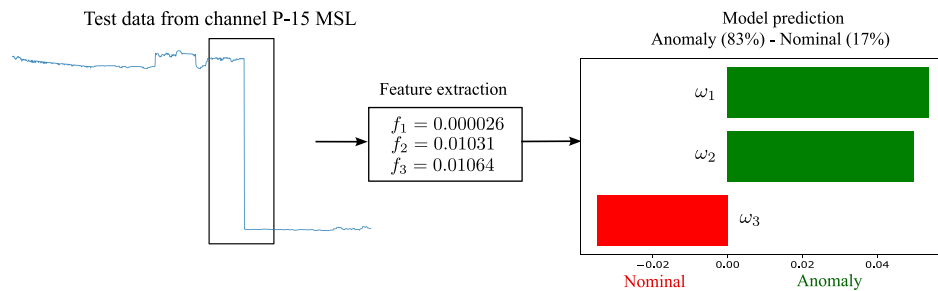 Test data from channel P-15 MSL
Feature extraction
f₁ = 0.000026
f₂ = 0.01031
f₃ = 0.01064
Model prediction
Anomaly (83%) - Nominal (17%)
ω₁
ω₂
ω₃
−0.02 0.00 0.02 0.04
Nominal Anomaly